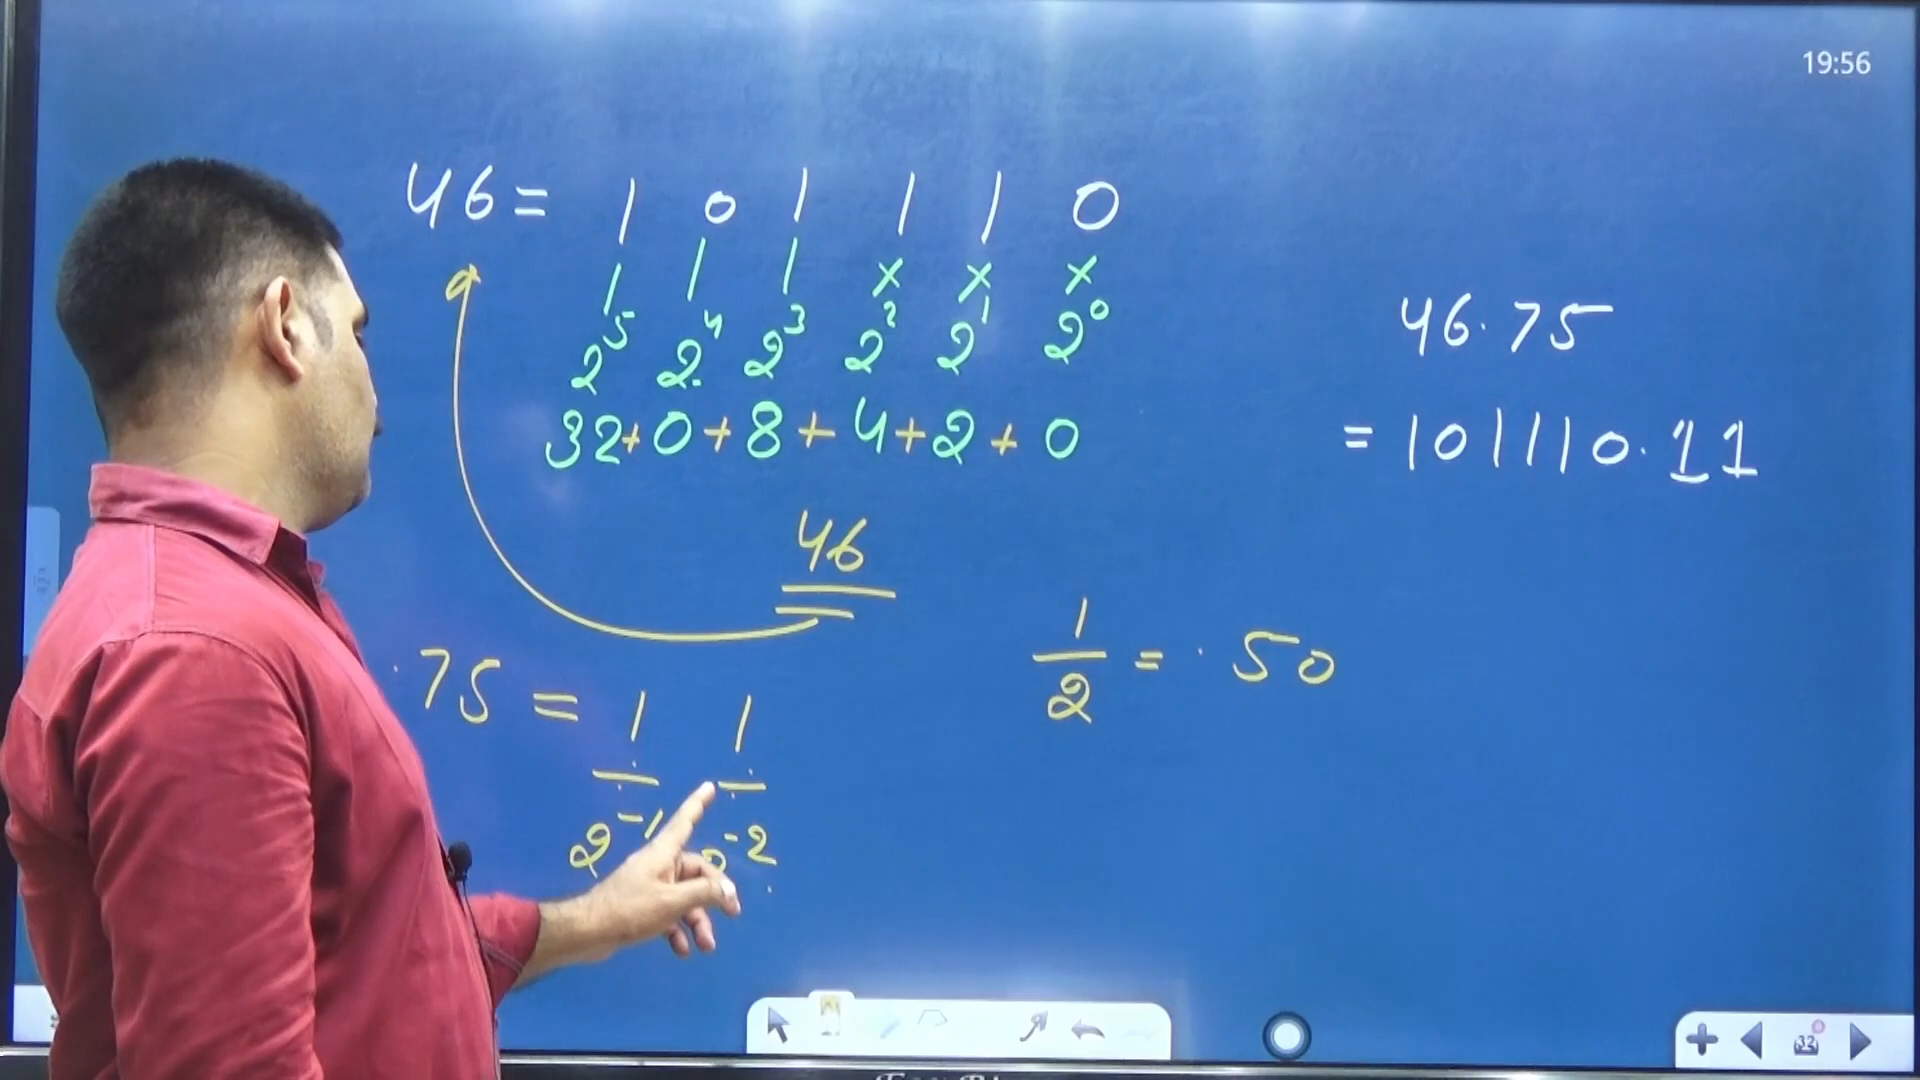 19:56
46 = 1 0 1 1 1 0
1 1 1 x x x
2^5 2^4 2^3 2^2 2^1 2^0
32 + 0 + 8 + 4 + 2 + 0
46
46.75
= 101110.11
.75 = 1 1
2^-1 2^-2
1/2 = .50
32